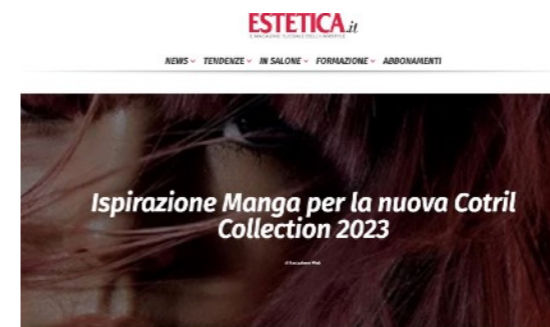 ESTETICA.it
NEWS TENDENZE IN SALONE FORMAZIONE ABBONAMENTI
Ispirazione Manga per la nuova Cotril
Collection 2023